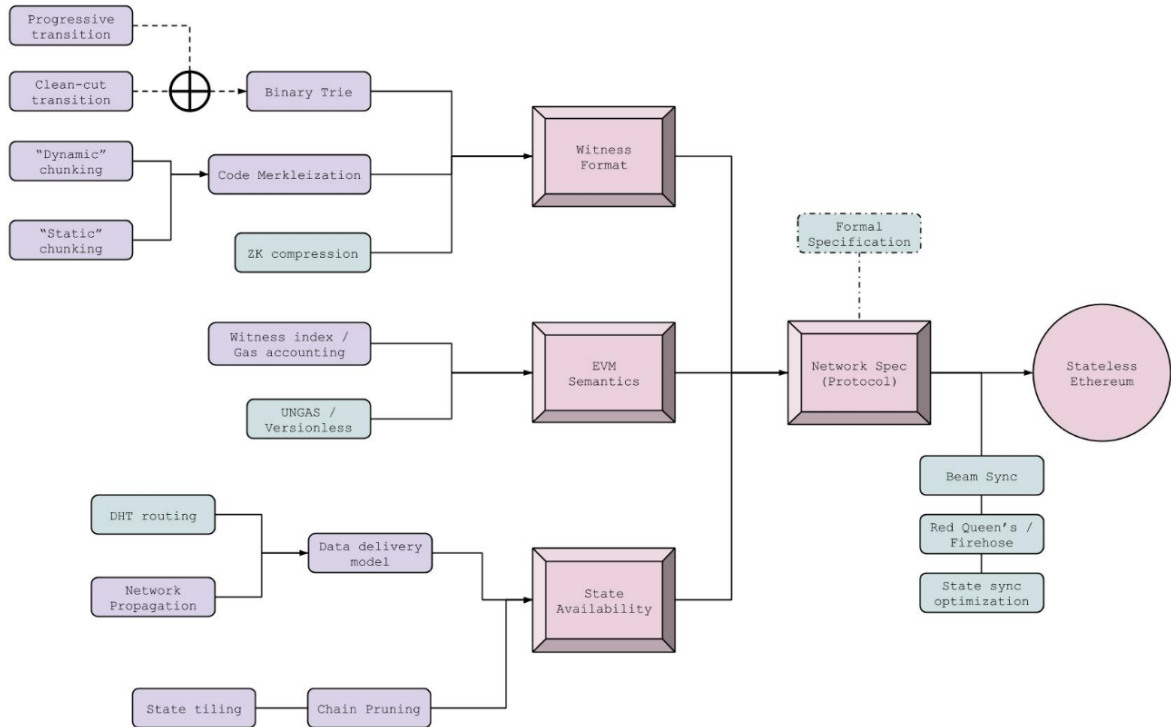 Progressive
transition
Clean-cut
transition
Binary Trie
“Dynamic”
chunking
Code Merkleization
“Static”
chunking
ZK compression
Witness
Format
Witness index /
Gas accounting
UNGAS /
Versionless
EVM
Semantics
DHT routing
Network
Propagation
Data delivery
model
State tiling
Chain Pruning
State
Availability
Formal
Specification
Network Spec
(Protocol)
Stateless
Ethereum
Beam Sync
Red Queen’s /
Firehose
State sync
optimization